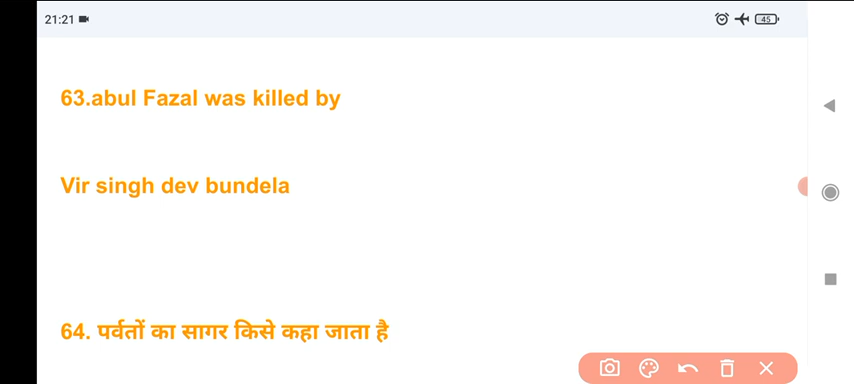 21:21
45
63.abul Fazal was killed by
Vir singh dev bundela
64. पर्वतों का सागर किसे कहा जाता है